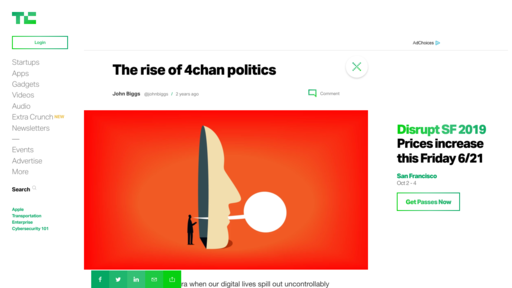 TC
Login
Startups
Apps
Gadgets
Videos
Audio
Extra Crunch NEW
Newsletters
—
Events
Advertise
More
Search
Apple
Transportation
Enterprise
Cybersecurity 101
AdChoices
The rise of 4chan politics
John Biggs @johnbiggs / 2 years ago
Comment
Disrupt SF 2019
Prices increase
this Friday 6/21
San Francisco
Oct 2 - 4
Get Passes Now
ra when our digital lives spill out uncontrollably